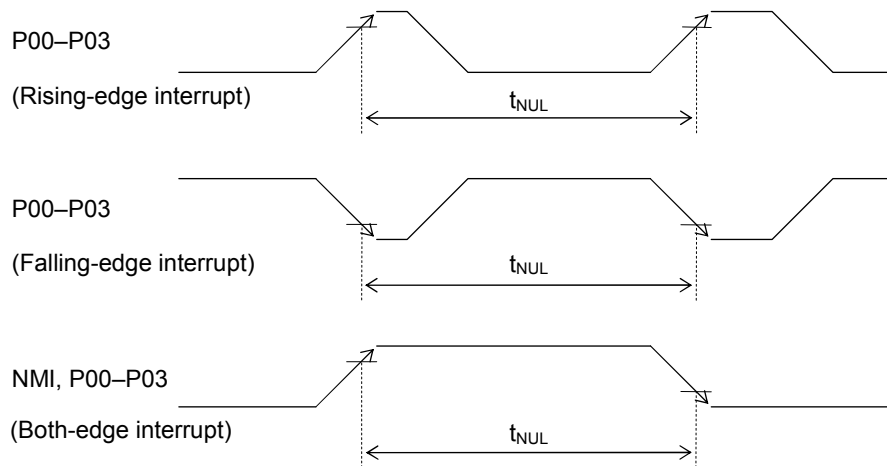 P00–P03
(Rising-edge interrupt)
tNUL
P00–P03
(Falling-edge interrupt)
tNUL
NMI, P00–P03
(Both-edge interrupt)
tNUL